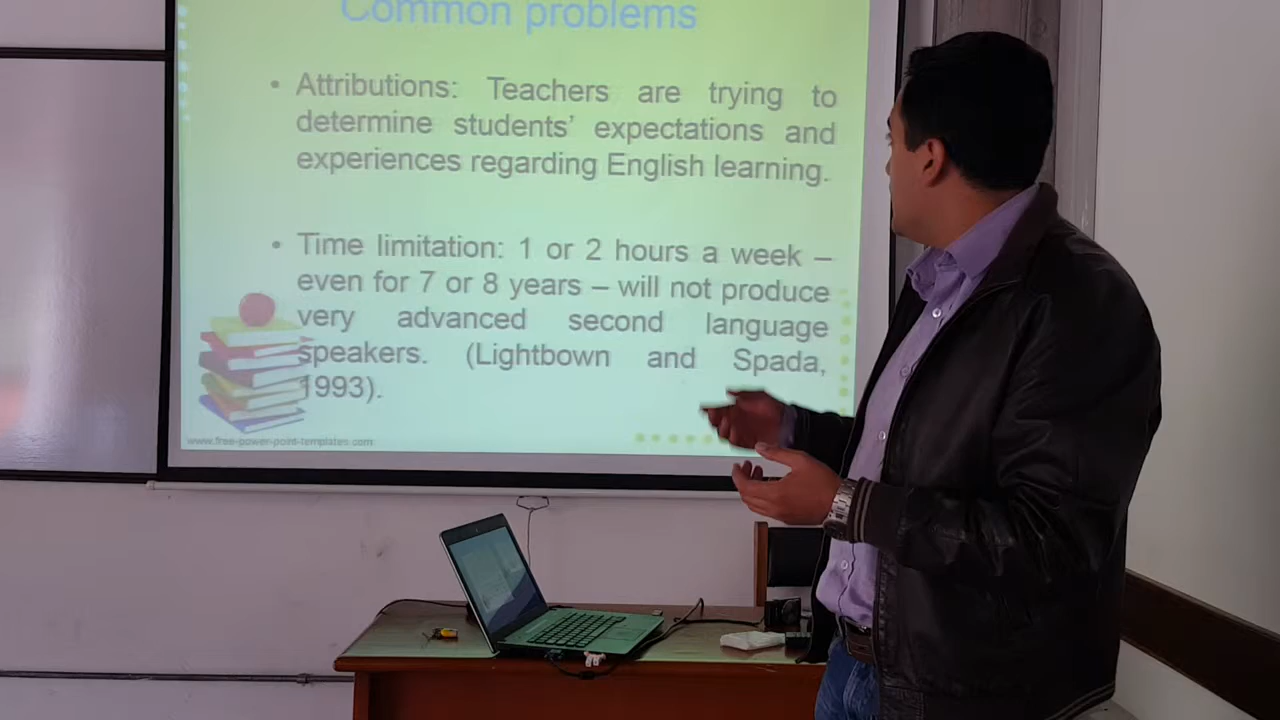 Common problems
• Attributions: Teachers are trying to
determine students' expectations and
experiences regarding English learning.
• Time limitation: 1 or 2 hours a week –
even for 7 or 8 years – will not produce
very advanced second language
speakers. (Lightbown and Spada,
1993).
www.free-power-point-templates.com